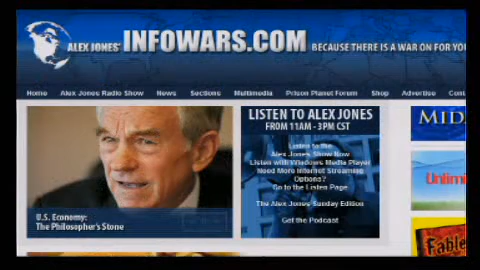 ALEX JONES' INFOWARS.COM BECAUSE THERE IS A WAR ON FOR YOU
Home Alex Jones Radio Show News Sections Multimedia Prison Planet Forum Shop Advertise
LISTEN TO ALEX JONES
FROM 11AM - 3PM CST
Listen to the
Alex Jones Show Now
Listen with Windows Media Player
Need More Internet Streaming
Options?
Go to the Listen Page
The Alex Jones Sunday Edition
Get the Podcast
U.S. Economy:
The Philosopher's Stone
MID
Unlim
Fable